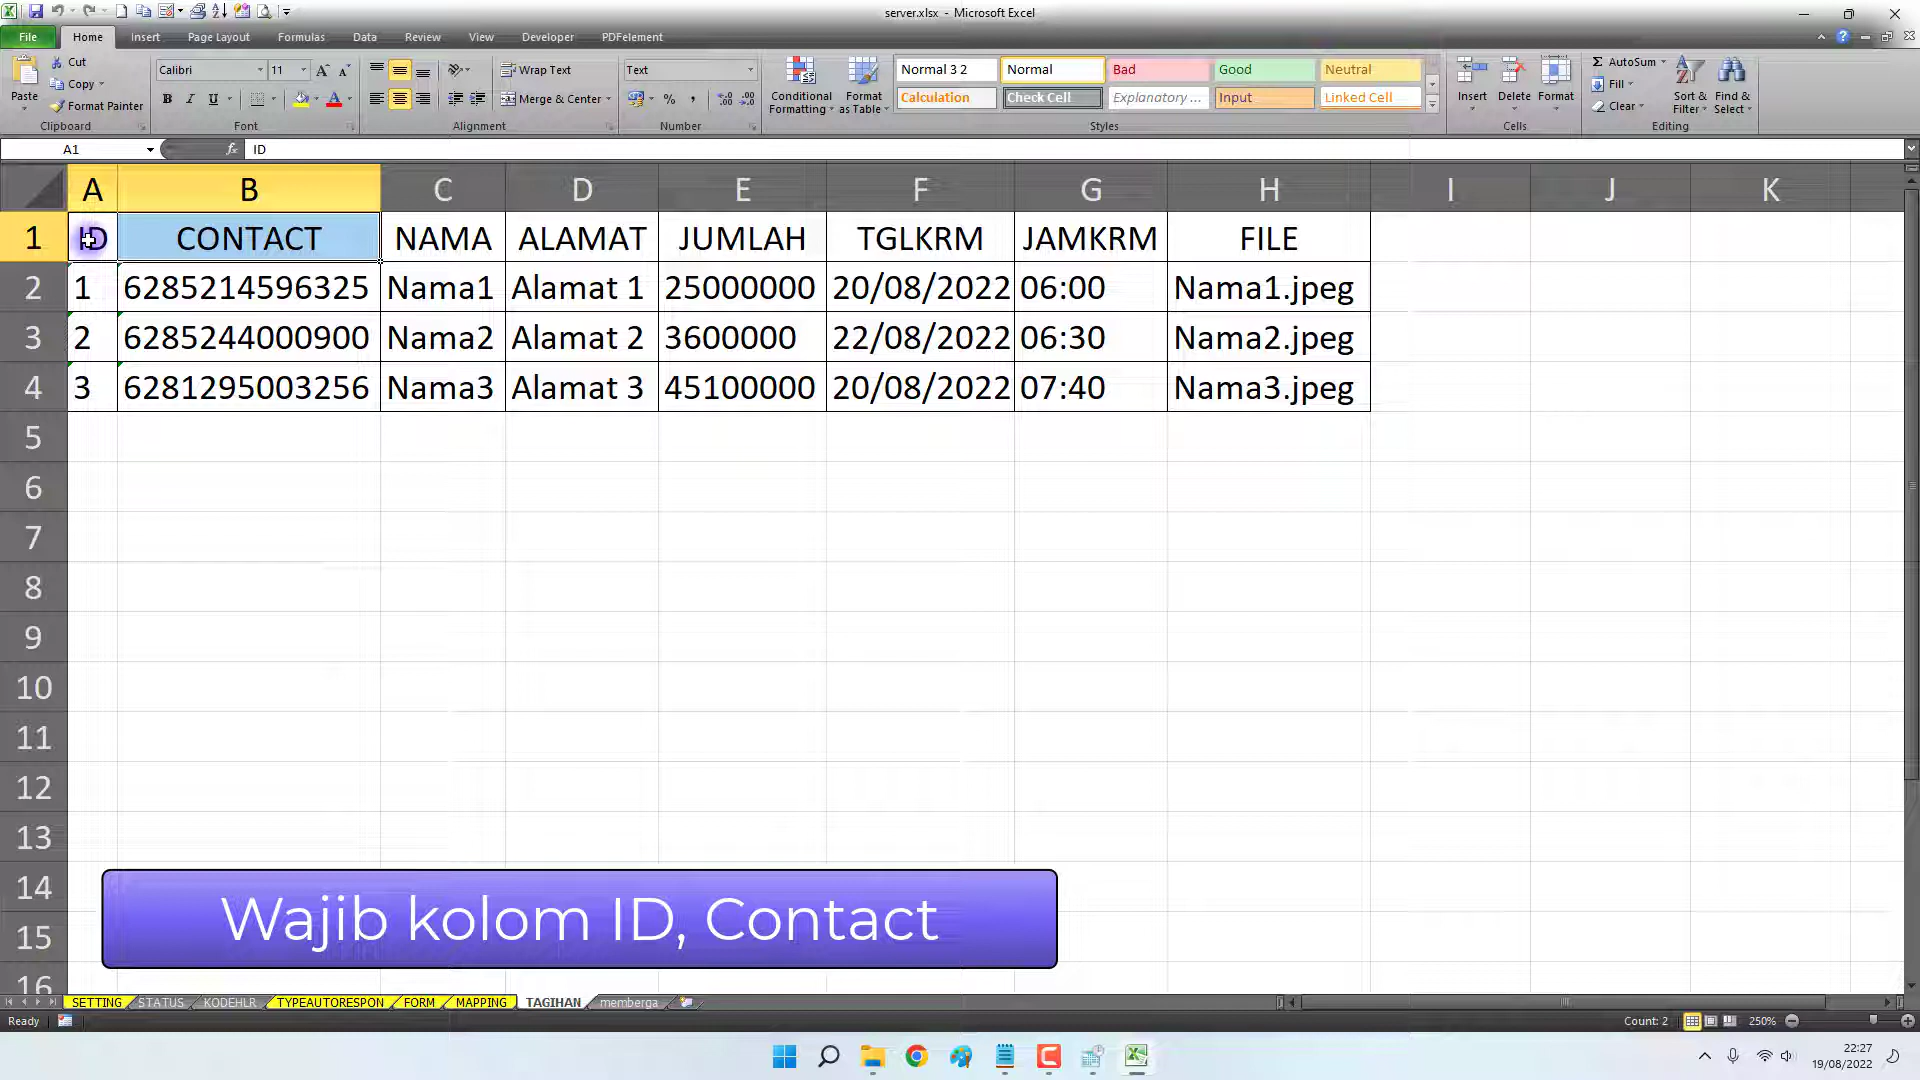 server.xlsx - Microsoft Excel
File Home Insert Page Layout Formulas Data Review View Developer PDFelement
Paste
Cut
Copy
Format Painter
Clipboard
Calibri 11
B I U
Font
Wrap Text
Merge & Center
Alignment
Text
Number
Conditional Formatting
Format as Table
Normal 3 2 Normal Bad Good Neutral
Calculation Check Cell Explanatory ... Input Linked Cell
Styles
Insert Delete Format
Cells
AutoSum
Fill
Clear
Sort & Filter
Find & Select
Editing
A1 fx ID
A B C D E F G H I J K
1 ID CONTACT NAMA ALAMAT JUMLAH TGLKRM JAMKRM FILE
2 1 6285214596325 Nama1 Alamat 1 25000000 20/08/2022 06:00 Nama1.jpeg
3 2 6285244000900 Nama2 Alamat 2 3600000 22/08/2022 06:30 Nama2.jpeg
4 3 6281295003256 Nama3 Alamat 3 45100000 20/08/2022 07:40 Nama3.jpeg
5
6
7
8
9
10
11
12
13
14
15
16
Wajib kolom ID, Contact
SETTING STATUS KODEHLR TYPEAUTORESPON FORM MAPPING TAGIHAN memberga
Ready Count: 2 250%
22:27
19/08/2022